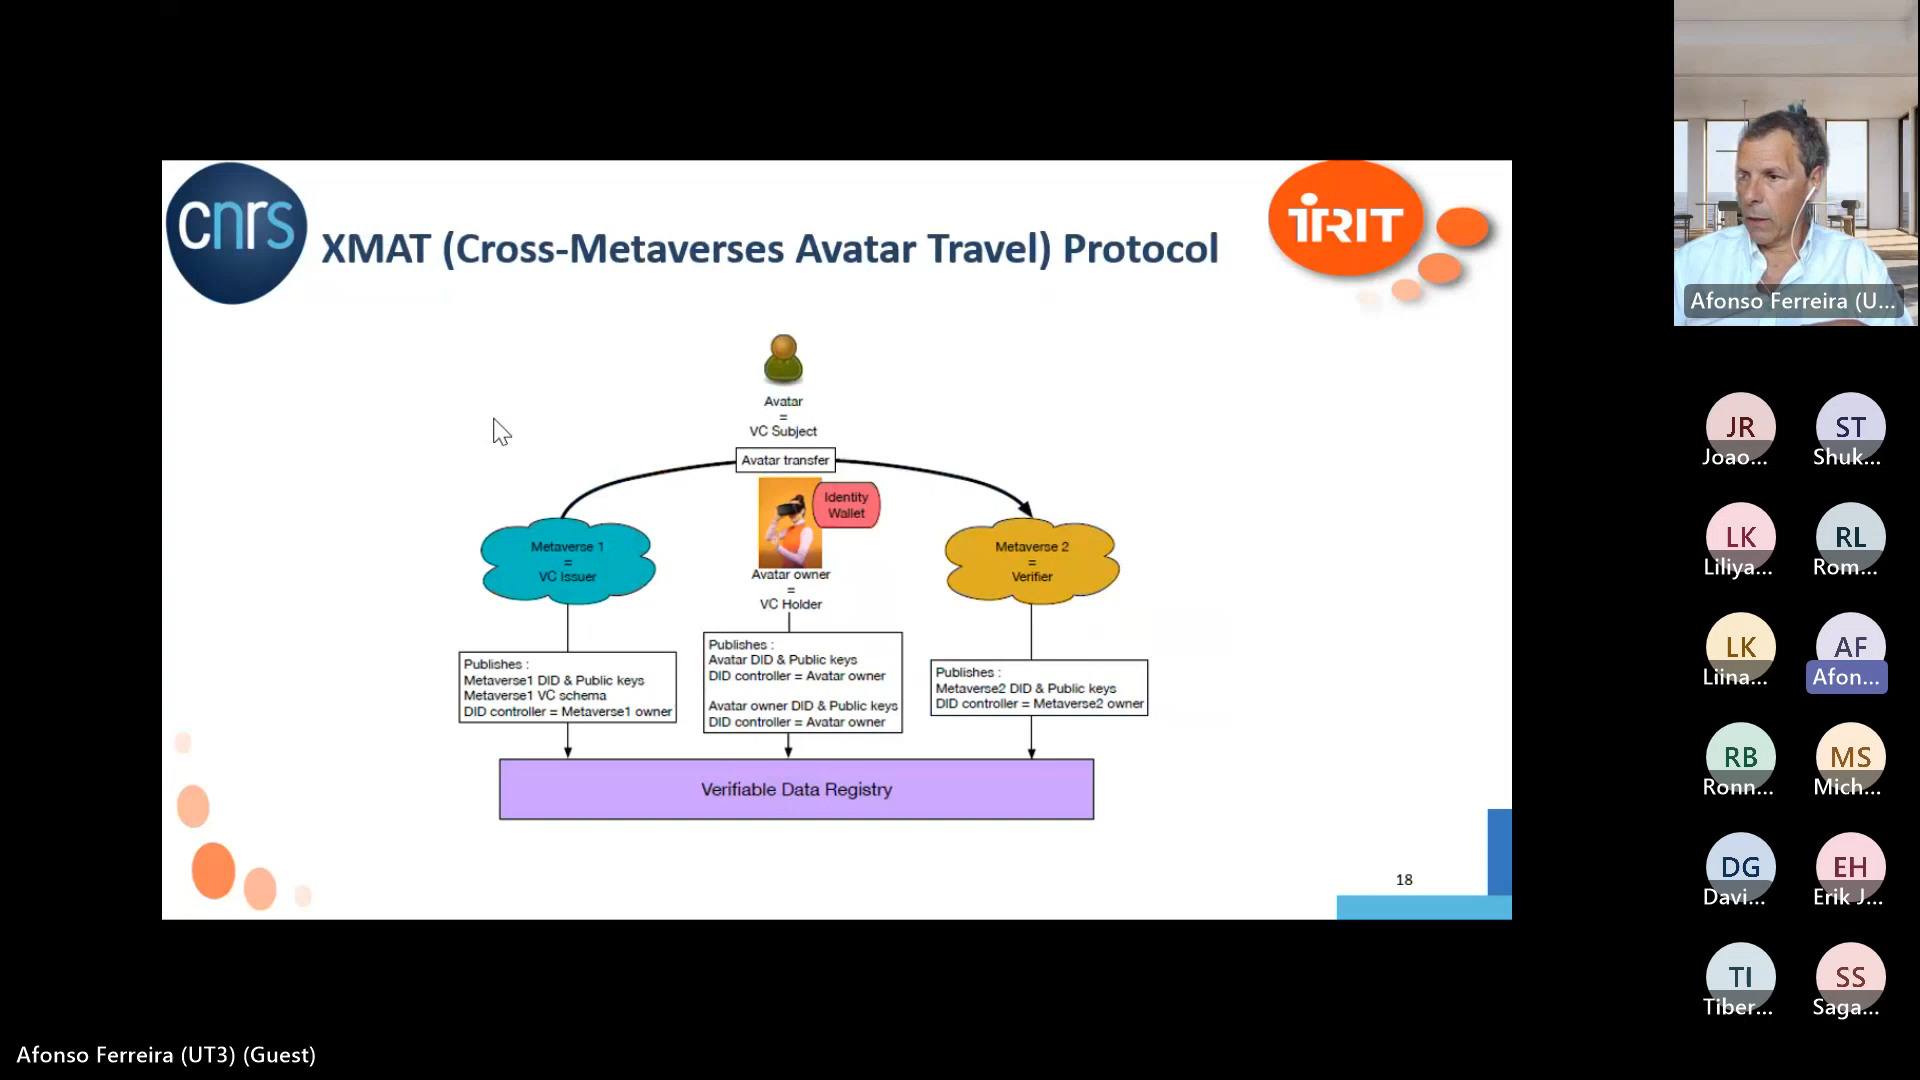 cnrs
XMAT (Cross-Metaverses Avatar Travel) Protocol
iRIT
Avatar
=
VC Subject
Avatar transfer
Identity
Wallet
Metaverse 1
=
VC Issuer
Avatar owner
=
VC Holder
Metaverse 2
=
Verifier
Publishes :
Metaverse1 DID & Public keys
Metaverse1 VC schema
DID controller = Metaverse1 owner
Publishes :
Avatar DID & Public keys
DID controller = Avatar owner
Avatar owner DID & Public keys
DID controller = Avatar owner
Publishes :
Metaverse2 DID & Public keys
DID controller = Metaverse2 owner
Verifiable Data Registry
18
Afonso Ferreira (U...
JR
Joao...
ST
Shuk...
LK
Liliya...
RL
Rom...
LK
Liina...
AF
Afon...
RB
Ronn...
MS
Mich...
DG
Davi...
EH
Erik J...
TI
Tiber...
SS
Saga...
Afonso Ferreira (UT3) (Guest)